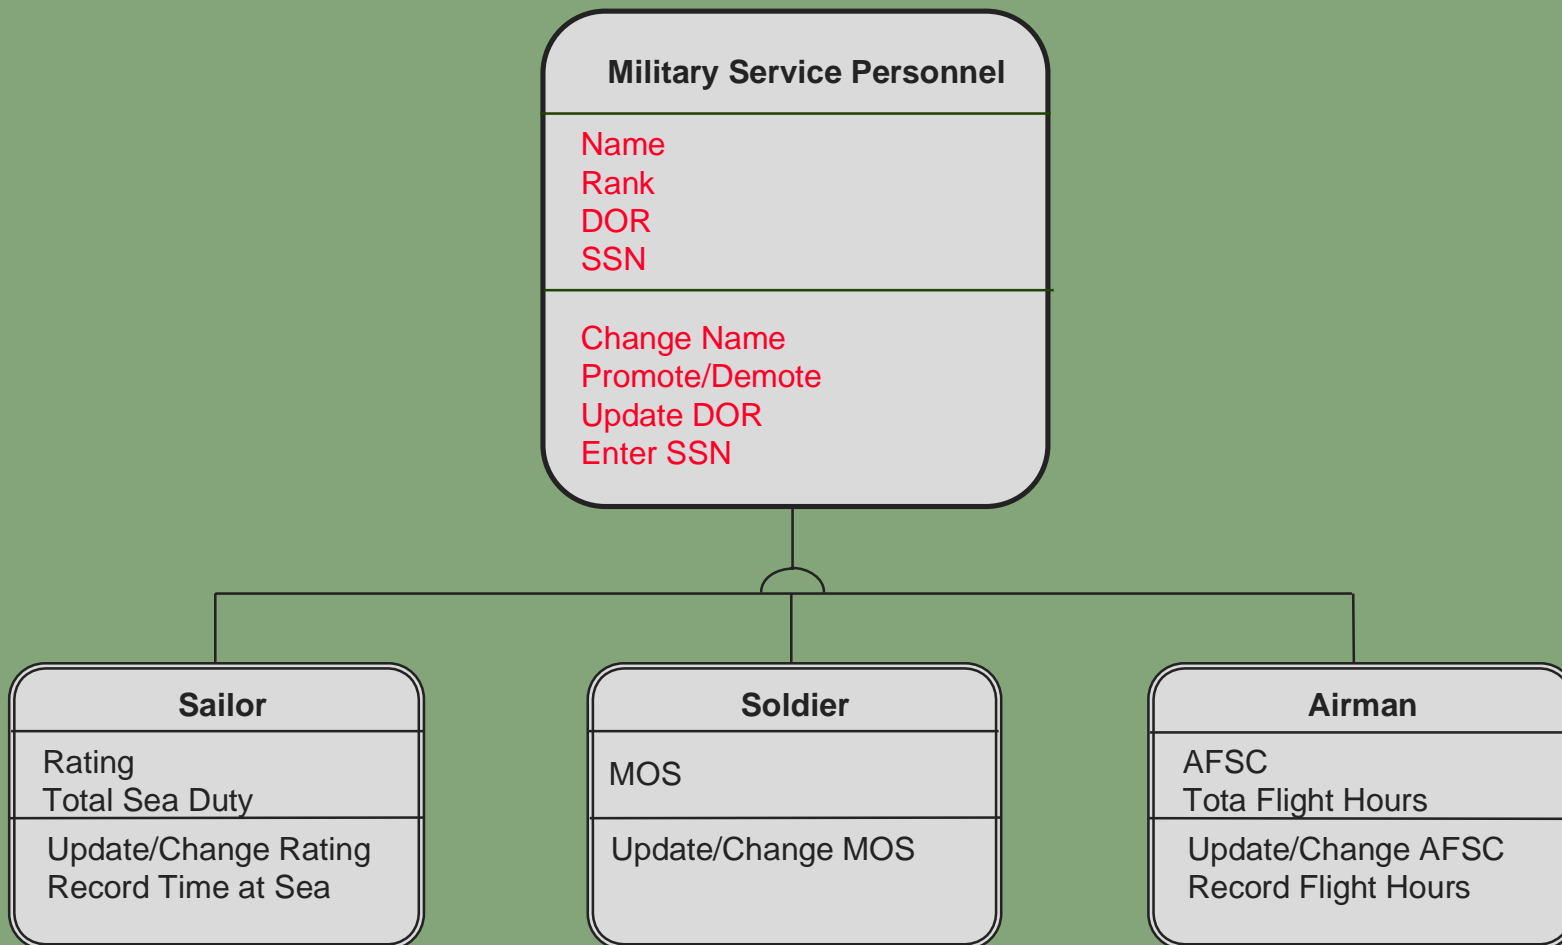 Military Service Personnel
Name
Rank
DOR
SSN
Change Name
Promote/Demote
Update DOR
Enter SSN
Sailor
Rating
Total Sea Duty
Update/Change Rating
Record Time at Sea
Soldier
MOS
Update/Change MOS
Airman
AFSC
Tota Flight Hours
Update/Change AFSC
Record Flight Hours